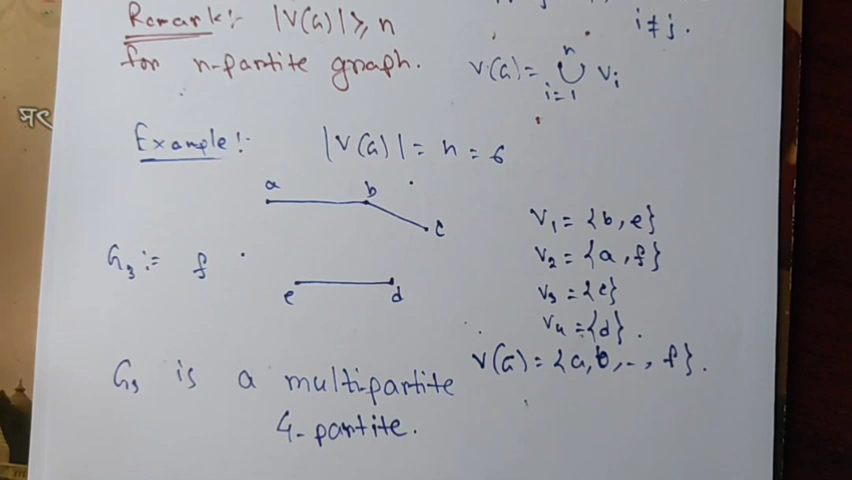 Remark:- |V(G)| ≥ n
i ≠ j.
for n-partite graph. V(G) = n ∪ i=1 Vi
সং
Example:- |V(G)| = n = 6
a b
c
G3 := f
e d
V1 = {b, e}
V2 = {a, f}
V3 = {c}
V4 = {d}.
V(G) = {a, b, .., f}.
G3 is a multipartite
4-partite.